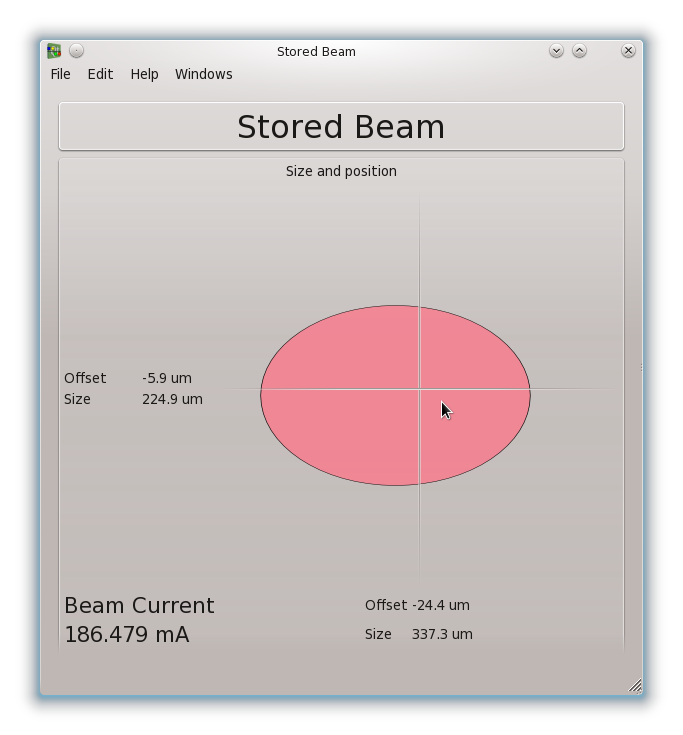 Stored Beam
File Edit Help Windows
Stored Beam
Size and position
Offset -5.9 um
Size 224.9 um
Beam Current
186.479 mA
Offset -24.4 um
Size 337.3 um